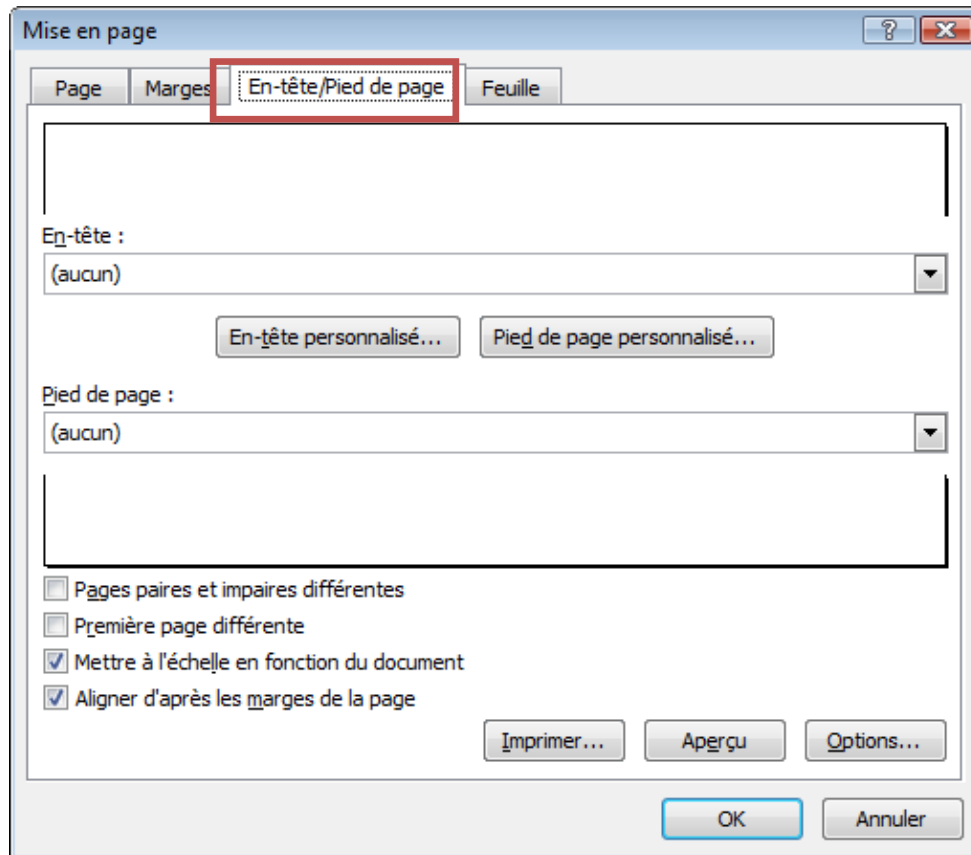 Mise en page
Page Marges En-tête/Pied de page Feuille
En-tête :
(aucun)
En-tête personnalisé... Pied de page personnalisé...
Pied de page :
(aucun)
Pages paires et impaires différentes
Première page différente
Mettre à l'échelle en fonction du document
Aligner d'après les marges de la page
Imprimer... Aperçu Options...
OK Annuler